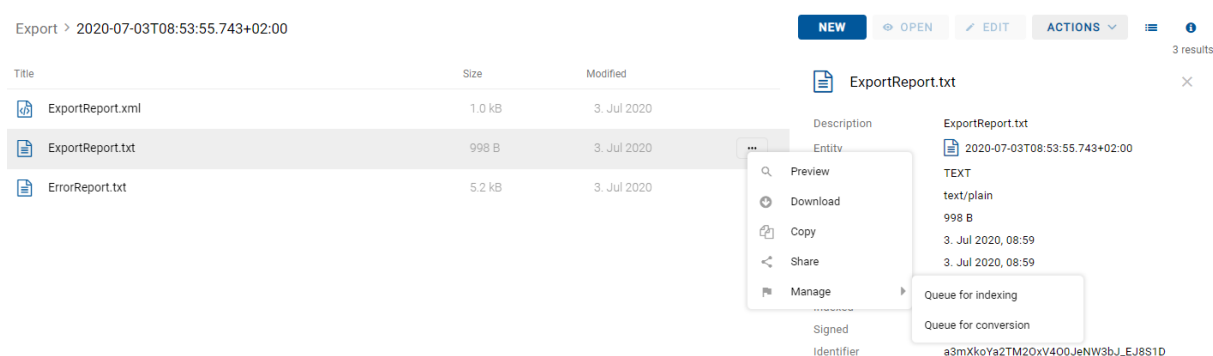 Export > 2020-07-03T08:53:55.743+02:00
NEW
OPEN
EDIT
ACTIONS
3 results
Title Size Modified
ExportReport.xml 1.0 kB 3. Jul 2020
ExportReport.txt 998 B 3. Jul 2020
ErrorReport.txt 5.2 kB 3. Jul 2020
Preview
Download
Copy
Share
Manage
Queue for indexing
Queue for conversion
ExportReport.txt
Description ExportReport.txt
Entity 2020-07-03T08:53:55.743+02:00
TEXT
text/plain
998 B
3. Jul 2020, 08:59
3. Jul 2020, 08:59
Indexed
Signed
Identifier a3mXkoYa2TM2OxV4O0JeNW3bJ_EJ8S1D